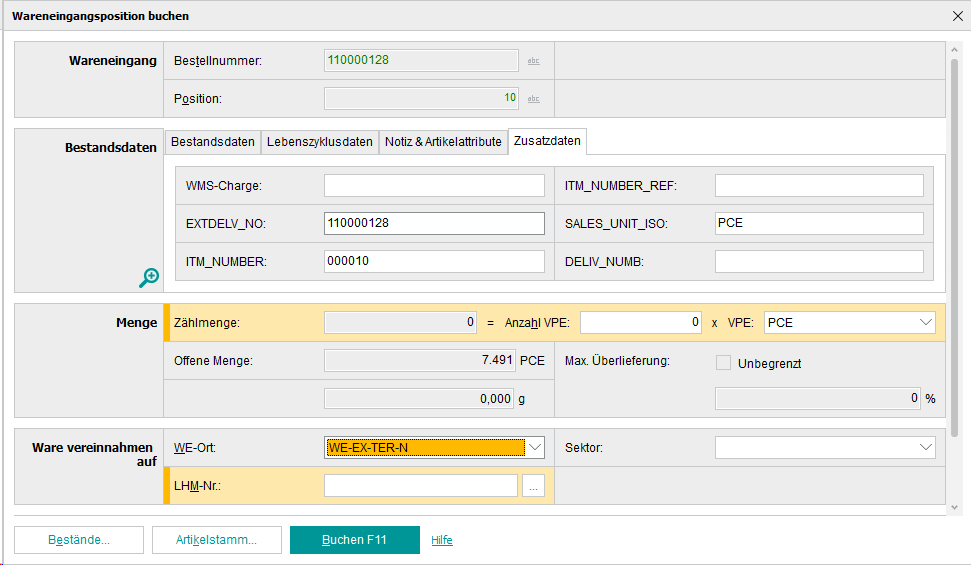 Wareneingangsposition buchen
Wareneingang
Bestellnummer: 110000128 abc
Position: 10 abc
Bestandsdaten
Bestandsdaten Lebenszyklusdaten Notiz & Artikelattribute Zusatzdaten
WMS-Charge: ITM_NUMBER_REF:
EXTDELV_NO: 110000128 SALES_UNIT_ISO: PCE
ITM_NUMBER: 000010 DELIV_NUMB:
Menge
Zählmenge: 0 = Anzahl VPE: 0 x VPE: PCE
Offene Menge: 7.491 PCE Max. Überlieferung: Unbegrenzt
0,000 g 0 %
Ware vereinnahmen
auf
WE-Ort: WE-EX-TER-N Sektor:
LHM-Nr.: ...
Bestände... Artikelstamm... Buchen F11 Hilfe